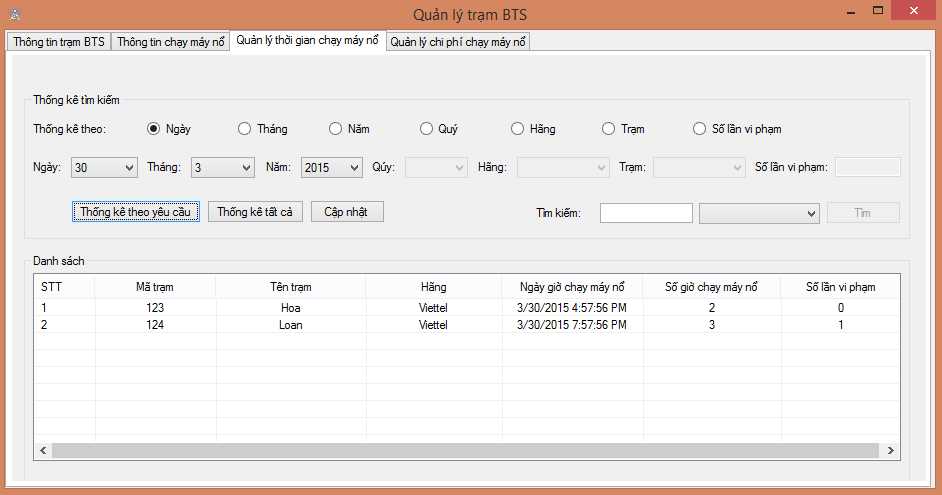 Quản lý trạm BTS
Thông tin trạm BTS Thông tin chạy máy nổ Quản lý thời gian chạy máy nổ Quản lý chi phí chạy máy nổ
Thống kê tìm kiếm
Thống kê theo: Ngày Tháng Năm Quý Hãng Trạm Số lần vi phạm
Ngày: 30 Tháng: 3 Năm: 2015 Qúy: Hãng: Trạm: Số lần vi phạm:
Thống kê theo yêu cầu Thống kê tất cả Cập nhật Tìm kiếm: Tìm
Danh sách
STT Mã trạm Tên trạm Hãng Ngày giờ chạy máy nổ Số giờ chạy máy nổ Số lần vi phạm
1 123 Hoa Viettel 3/30/2015 4:57:56 PM 2 0
2 124 Loan Viettel 3/30/2015 7:57:56 PM 3 1